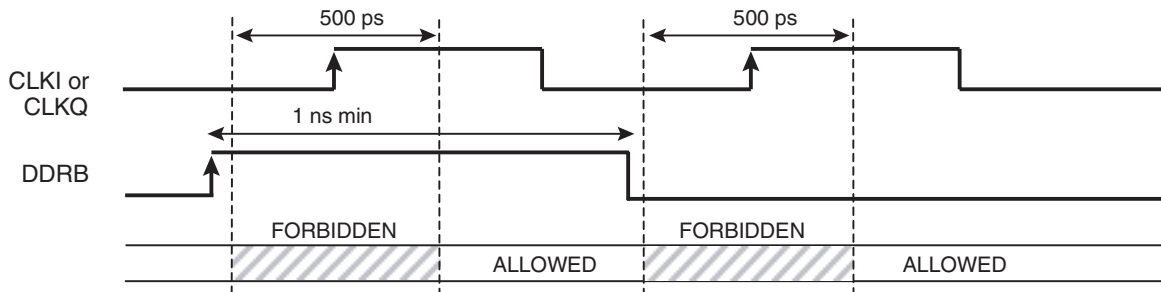 500 ps
500 ps
CLKI or
CLKQ
1 ns min
DDRB
FORBIDDEN
FORBIDDEN
ALLOWED
ALLOWED